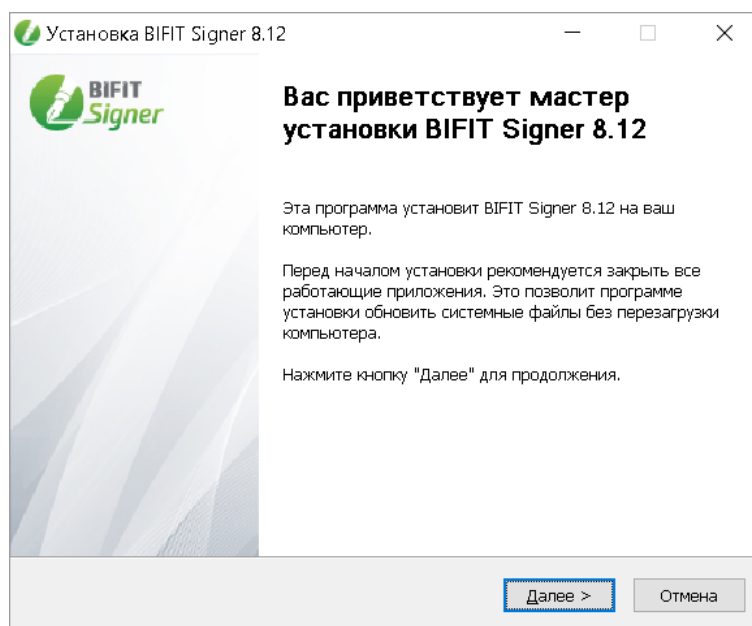 Установка BIFIT Signer 8.12
BIFIT
Signer
Вас приветствует мастер
установки BIFIT Signer 8.12
Эта программа установит BIFIT Signer 8.12 на ваш
компьютер.
Перед началом установки рекомендуется закрыть все
работающие приложения. Это позволит программе
установки обновить системные файлы без перезагрузки
компьютера.
Нажмите кнопку "Далее" для продолжения.
Далее >
Отмена